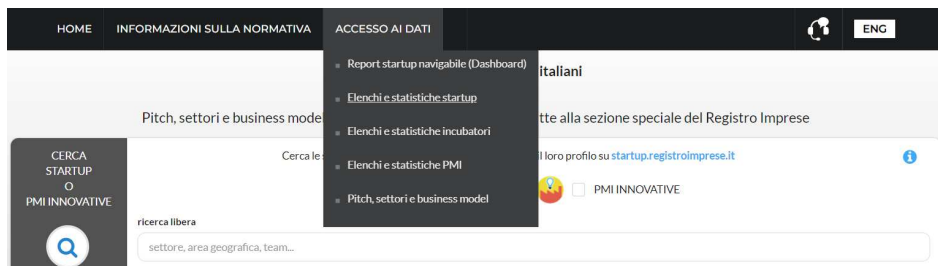 HOME INFORMAZIONI SULLA NORMATIVA ACCESSO AI DATI ENG
Report startup navigabile (Dashboard)
Elenchi e statistiche startup
Elenchi e statistiche incubatori
Elenchi e statistiche PMI
Pitch, settori e business model
italiani
Pitch, settori e business model tte alla sezione speciale del Registro Imprese
CERCA
STARTUP
O
PMI INNOVATIVE
Cerca le il loro profilo su startup.registroimprese.it
PMI INNOVATIVE
ricerca libera
settore, area geografica, team...